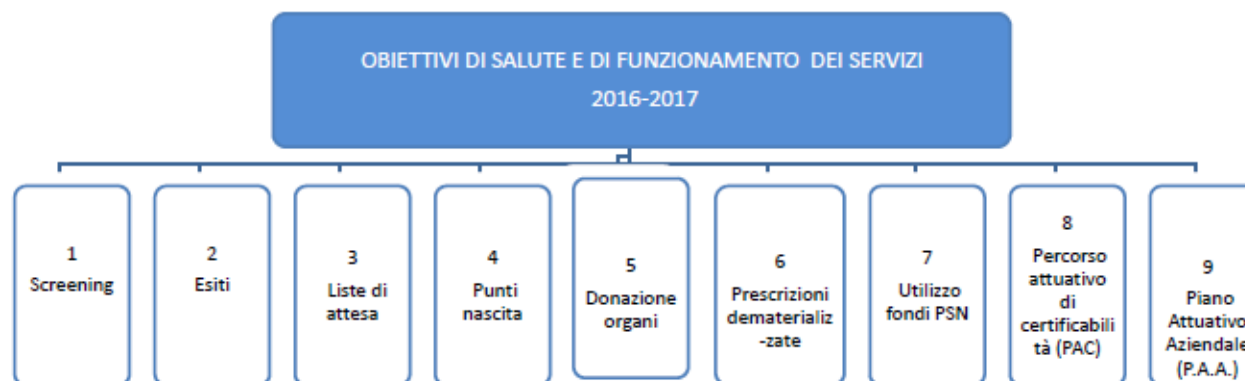 OBIETTIVI DI SALUTE E DI FUNZIONAMENTO DEI SERVIZI
2016-2017
1
Screening
2
Esiti
3
Liste di
attesa
4
Punti
nascita
5
Donazione
organi
6
Prescrizioni
dematerializ
-zate
7
Utilizzo
fondi PSN
8
Percorso
attuativo
di
certificabili
tà (PAC)
9
Piano
Attuativo
Aziendale
(P.A.A.)